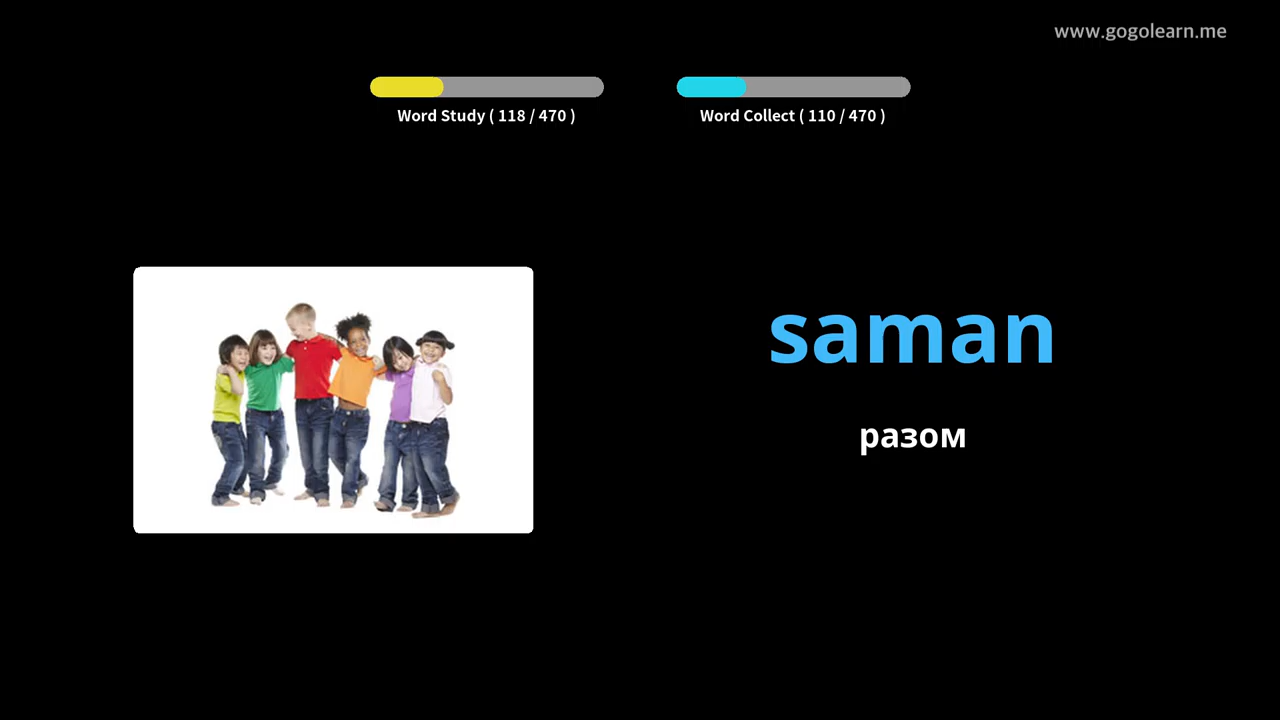 www.gogolearn.me
Word Study ( 118 / 470 )
Word Collect ( 110 / 470 )
saman
разом